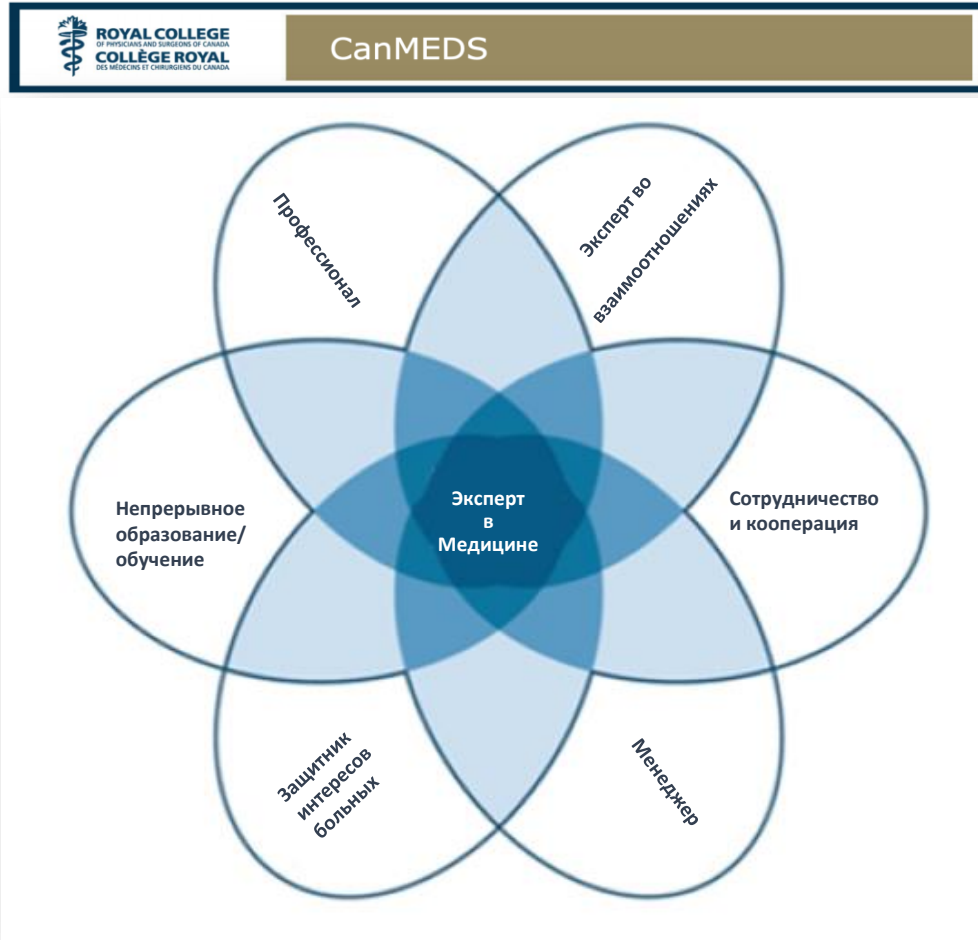 ROYAL COLLEGE
OF PHYSICIANS AND SURGEONS OF CANADA
COLLÈGE ROYAL
DES MÉDECINS ET CHIRURGIENS DU CANADA
CanMEDS
Профессионал
Эксперт во
взаимоотношениях
Непрерывное
образование/
обучение
Эксперт
в
Медицине
Сотрудничество
и кооперация
Защитник
интересов
больных
Менеджер